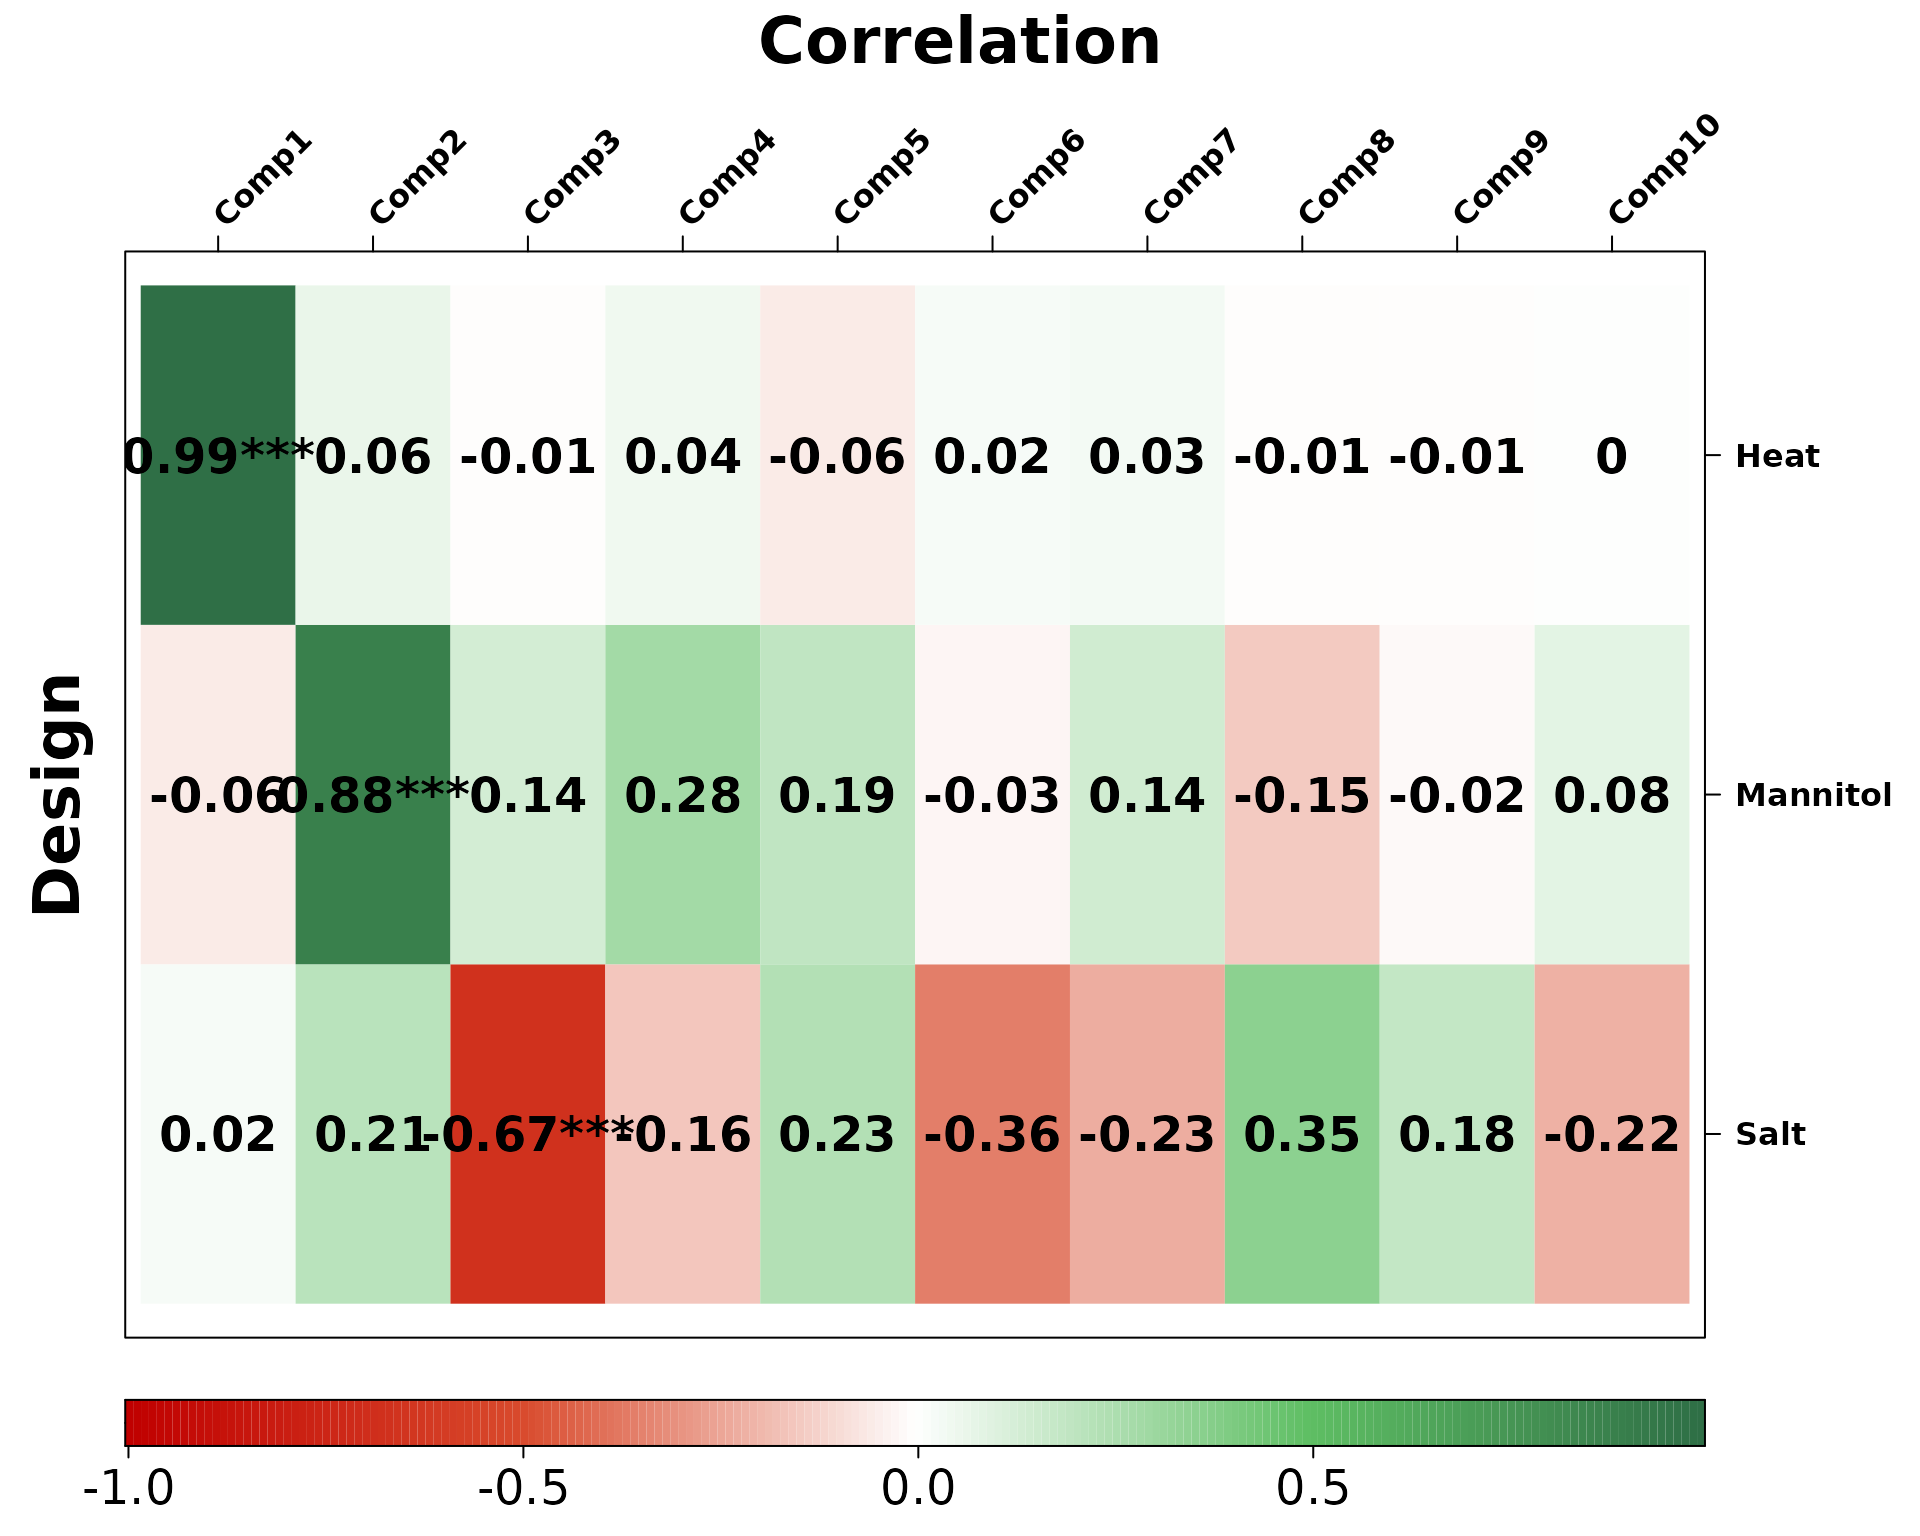 Correlation
Comp1 Comp2 Comp3 Comp4 Comp5 Comp6 Comp7 Comp8 Comp9 Comp10
0.99*** 0.06 -0.01 0.04 -0.06 0.02 0.03 -0.01 -0.01 0 Heat
-0.06 0.88*** 0.14 0.28 0.19 -0.03 0.14 -0.15 -0.02 0.08 Mannitol
0.02 0.21 -0.67*** -0.16 0.23 -0.36 -0.23 0.35 0.18 -0.22 Salt
Design
-1.0 -0.5 0.0 0.5